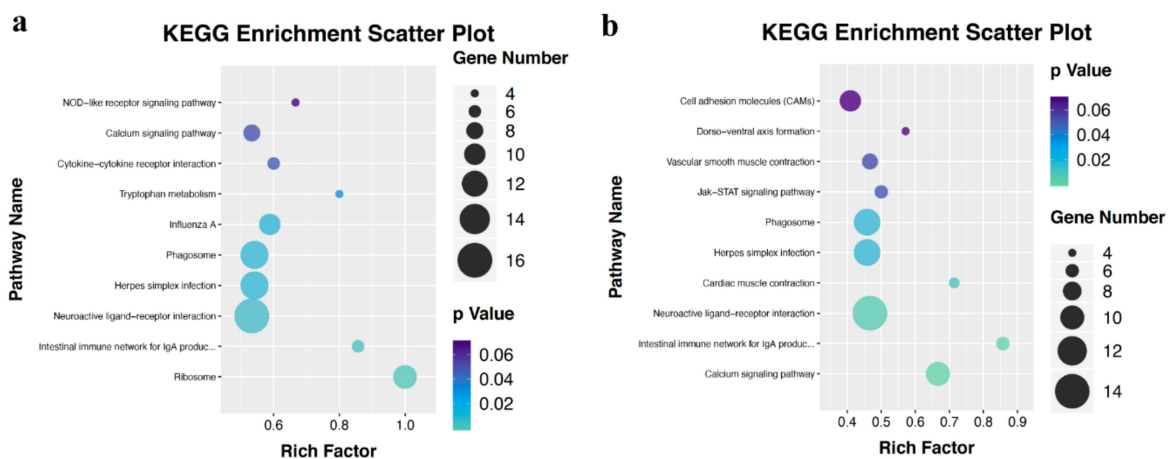 a
KEGG Enrichment Scatter Plot
Pathway Name
NOD-like receptor signaling pathway
Calcium signaling pathway
Cytokine-cytokine receptor interaction
Tryptophan metabolism
Influenza A
Phagosome
Herpes simplex infection
Neuroactive ligand-receptor interaction
Intestinal immune network for IgA produc...
Ribosome
0.6 0.8 1.0
Rich Factor
Gene Number
4
6
8
10
12
14
16
p Value
0.06
0.04
0.02
b
KEGG Enrichment Scatter Plot
Pathway Name
Cell adhesion molecules (CAMs)
Dorso-ventral axis formation
Vascular smooth muscle contraction
Jak-STAT signaling pathway
Phagosome
Herpes simplex infection
Cardiac muscle contraction
Neuroactive ligand-receptor interaction
Intestinal immune network for IgA produc...
Calcium signaling pathway
0.4 0.5 0.6 0.7 0.8 0.9
Rich Factor
p Value
0.06
0.04
0.02
Gene Number
4
6
8
10
12
14